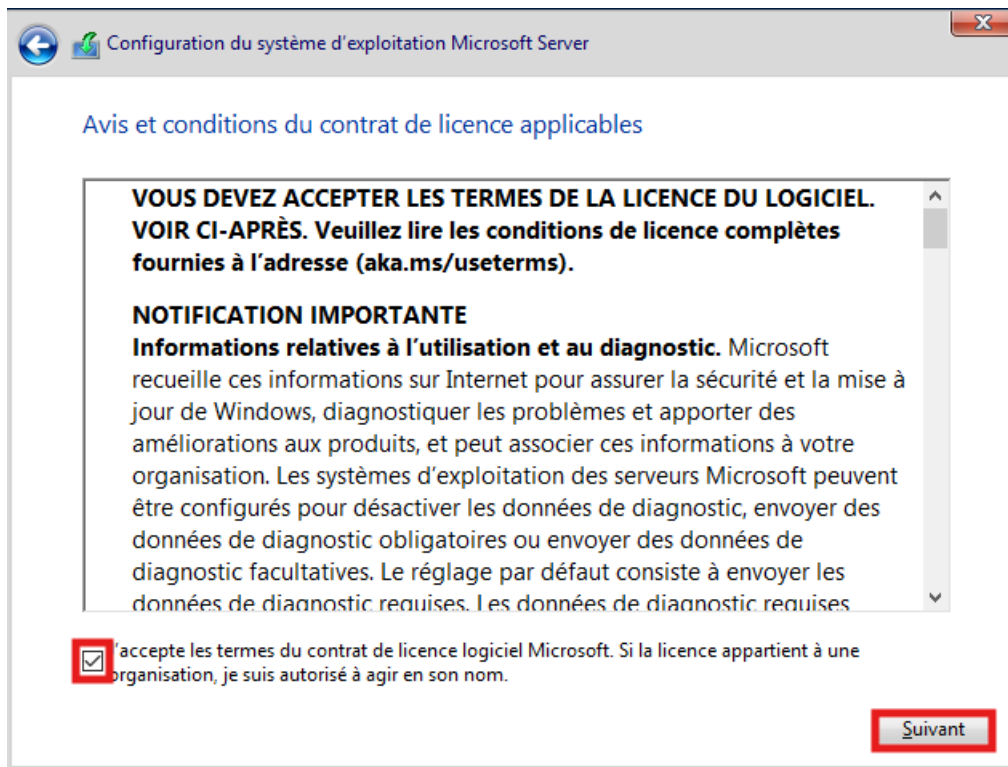 Configuration du système d'exploitation Microsoft Server
Avis et conditions du contrat de licence applicables
VOUS DEVEZ ACCEPTER LES TERMES DE LA LICENCE DU LOGICIEL.
VOIR CI-APRÈS. Veuillez lire les conditions de licence complètes
fournies à l’adresse (aka.ms/useterms).
NOTIFICATION IMPORTANTE
Informations relatives à l’utilisation et au diagnostic. Microsoft
recueille ces informations sur Internet pour assurer la sécurité et la mise à
jour de Windows, diagnostiquer les problèmes et apporter des
améliorations aux produits, et peut associer ces informations à votre
organisation. Les systèmes d’exploitation des serveurs Microsoft peuvent
être configurés pour désactiver les données de diagnostic, envoyer des
données de diagnostic obligatoires ou envoyer des données de
diagnostic facultatives. Le réglage par défaut consiste à envoyer les
données de diagnostic requises. Les données de diagnostic requises
'accepte les termes du contrat de licence logiciel Microsoft. Si la licence appartient à une
organisation, je suis autorisé à agir en son nom.
Suivant